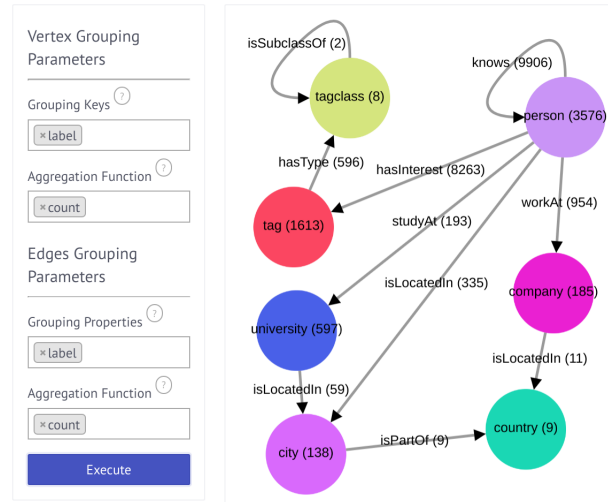 Vertex Grouping
Parameters
Grouping Keys ?
×label
Aggregation Function ?
×count
Edges Grouping
Parameters
Grouping Properties ?
×label
Aggregation Function ?
×count
Execute
isSubclassOf (2)
knows (9906)
tagclass (8)
person (3576)
hasType (596)
hasInterest (8263)
workAt (954)
tag (1613)
studyAt (193)
isLocatedIn (335)
company (185)
university (597)
isLocatedIn (11)
isLocatedIn (59)
country (9)
isPartOf (9)
city (138)